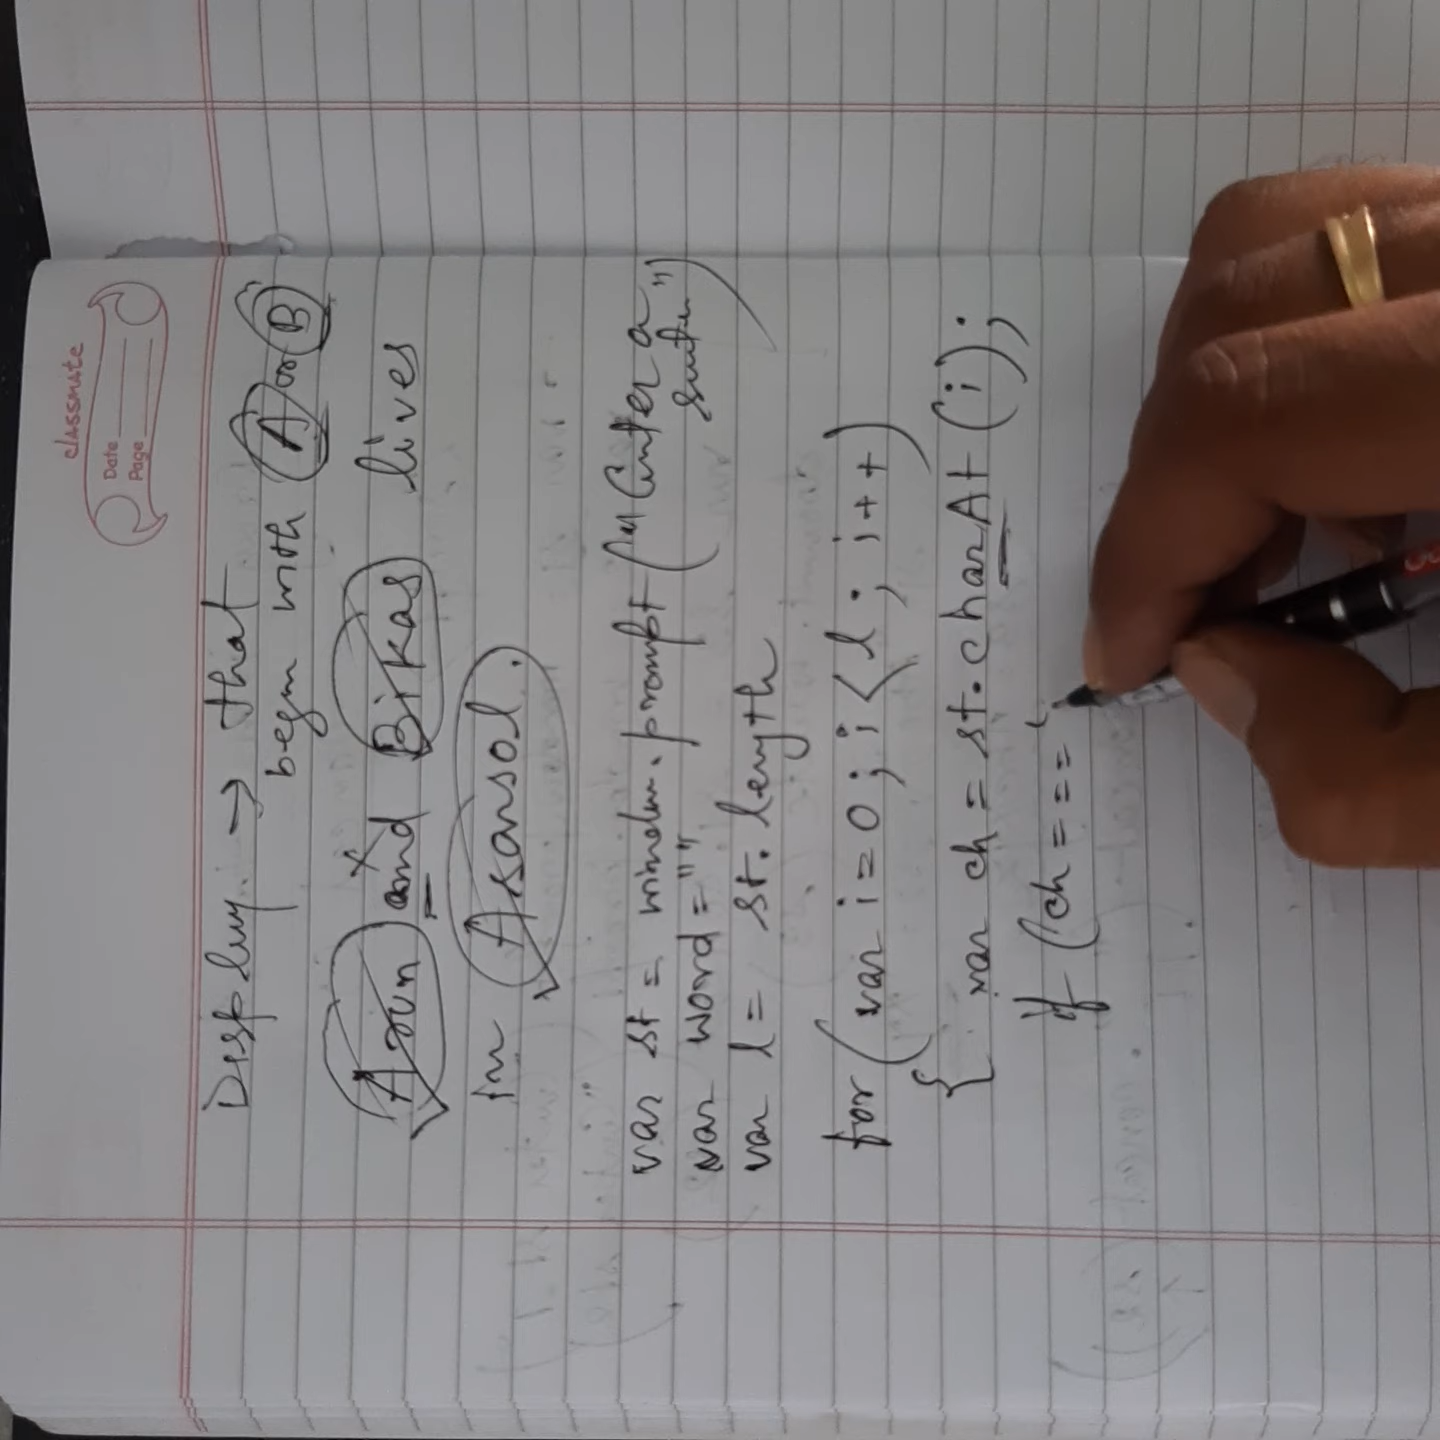 classmate
Date
Page
Display. → that
begin with (A) or (B)
Arun and Bikas lives
in Asansol.
var st = window.prompt ("Enter a
sente")
var word = ""
var l = st. length
for (var i = 0 ; i < l ; i++)
{ var ch = st. charAt (i);
if (ch == '